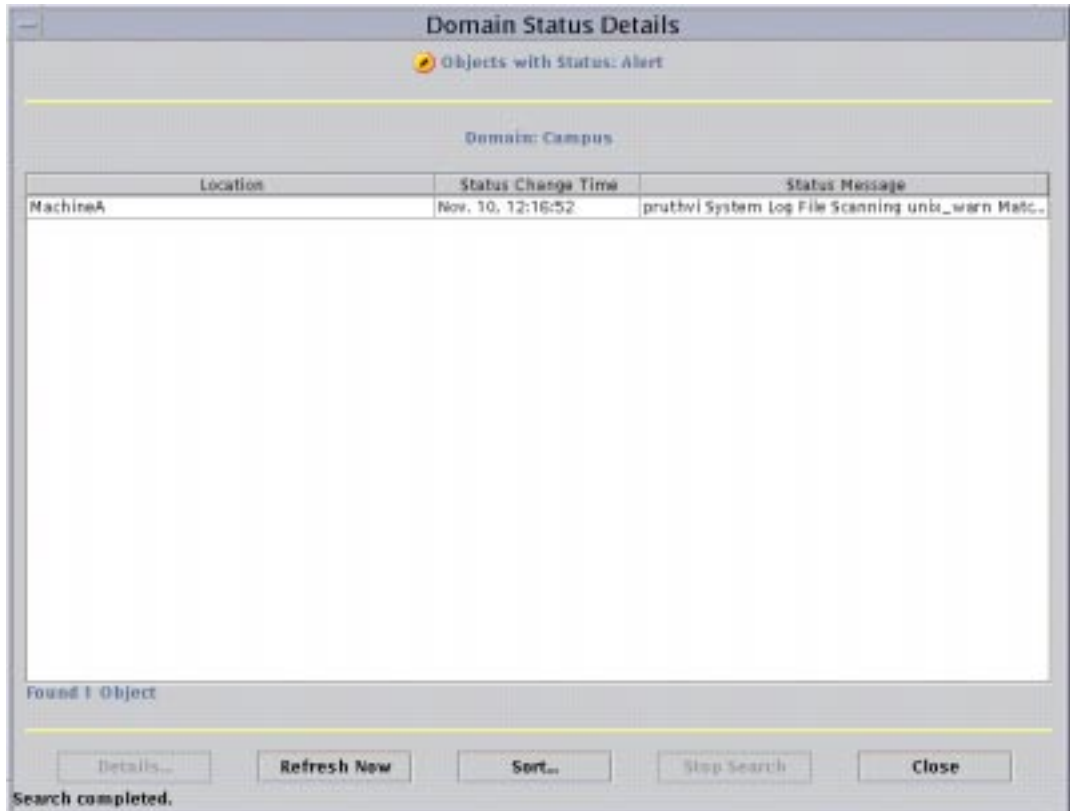 Domain Status Details
Objects with Status: Alert
Domain: Campus
Location Status Change Time Status Message
MachineA Nov. 10, 12:16:52 pruthvi System Log File Scanning unix_warn Matc...
Found 1 Object
Details... Refresh Now Sort... Stop Search Close
Search completed.